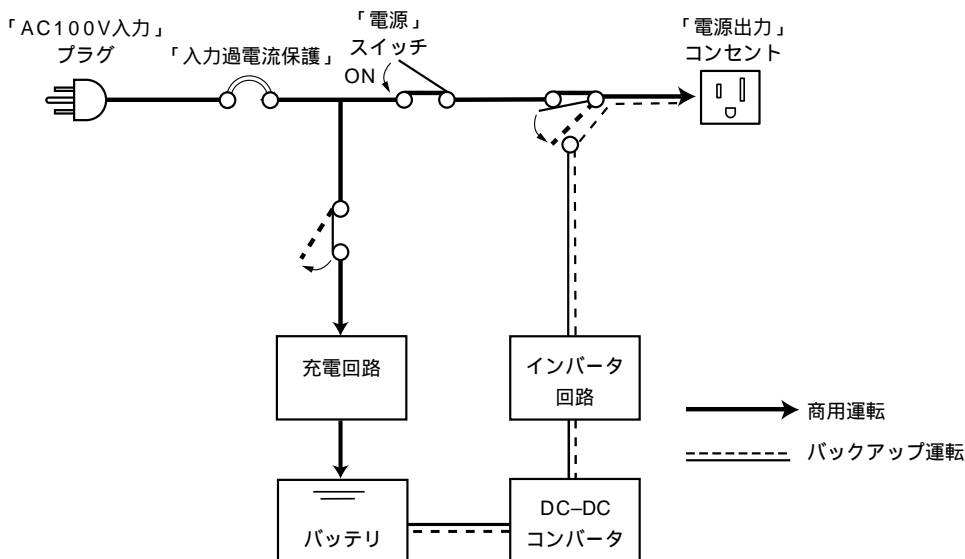 「AC100V入力」
プラグ
「入力過電流保護」
「電源」
スイッチ
ON
「電源出力」
コンセント
充電回路
インバータ
回路
商用運転
バックアップ運転
バッテリ
DC–DC
コンバータ